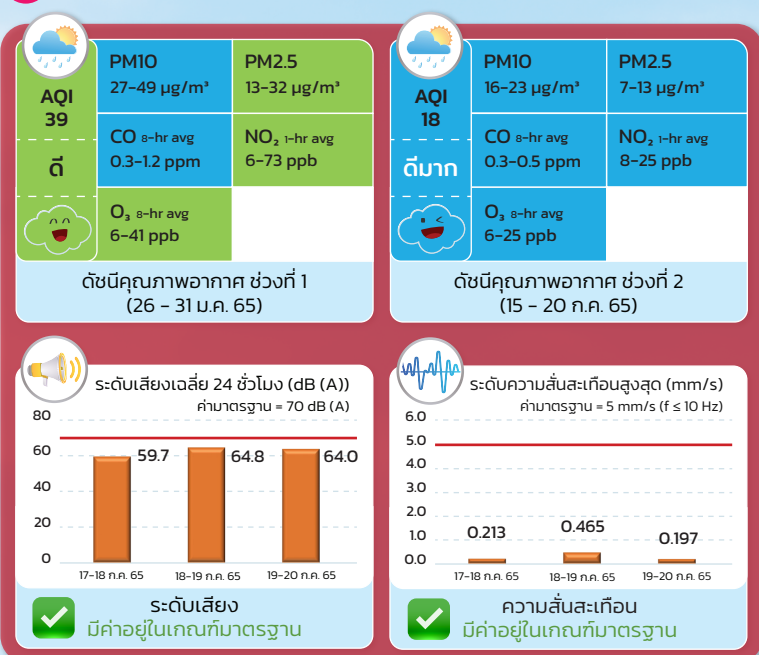 AQI
39
ดี
PM10
27-49 µg/m³
PM2.5
13-32 µg/m³
CO 8-hr avg
0.3-1.2 ppm
NO₂ 1-hr avg
6-73 ppb
O₃ 8-hr avg
6-41 ppb
ดัชนีคุณภาพอากาศ ช่วงที่ 1
(26 - 31 ม.ค. 65)
AQI
18
ดีมาก
PM10
16-23 µg/m³
PM2.5
7-13 µg/m³
CO 8-hr avg
0.3-0.5 ppm
NO₂ 1-hr avg
8-25 ppb
O₃ 8-hr avg
6-25 ppb
ดัชนีคุณภาพอากาศ ช่วงที่ 2
(15 - 20 ก.ค. 65)
ระดับเสียงเฉลี่ย 24 ชั่วโมง (dB (A))
ค่ามาตรฐาน = 70 dB (A)
80
60
40
20
0
59.7
64.8
64.0
17-18 ก.ค. 65
18-19 ก.ค. 65
19-20 ก.ค. 65
ระดับเสียง
มีค่าอยู่ในเกณฑ์มาตรฐาน
ระดับความสั่นสะเทือนสูงสุด (mm/s)
ค่ามาตรฐาน = 5 mm/s (f ≤ 10 Hz)
6.0
5.0
4.0
3.0
2.0
1.0
0.0
0.213
0.465
0.197
17-18 ก.ค. 65
18-19 ก.ค. 65
19-20 ก.ค. 65
ความสั่นสะเทือน
มีค่าอยู่ในเกณฑ์มาตรฐาน